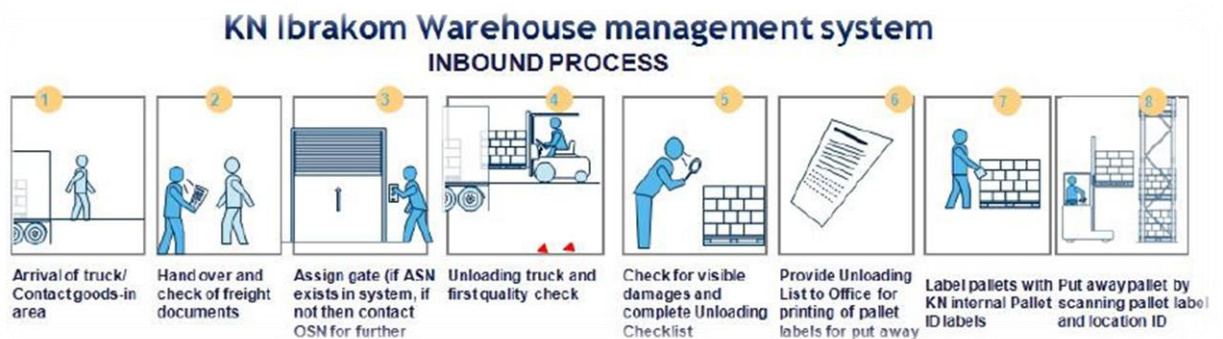 KN Ibrakom Warehouse management system
INBOUND PROCESS
1
2
3
4
5
6
7
8
Arrival of truck/
Contact goods-in
area
Hand over and
check of freight
documents
Assign gate (if ASN
exists in system, if
not then contact
OSN for further
Unloading truck and
first quality check
Check for visible
damages and
complete Unloading
Checklist
Provide Unloading
List to Office for
printing of pallet
labels for put away
Label pallets with
KN internal Pallet
ID labels
Put away pallet by
scanning pallet label
and location ID